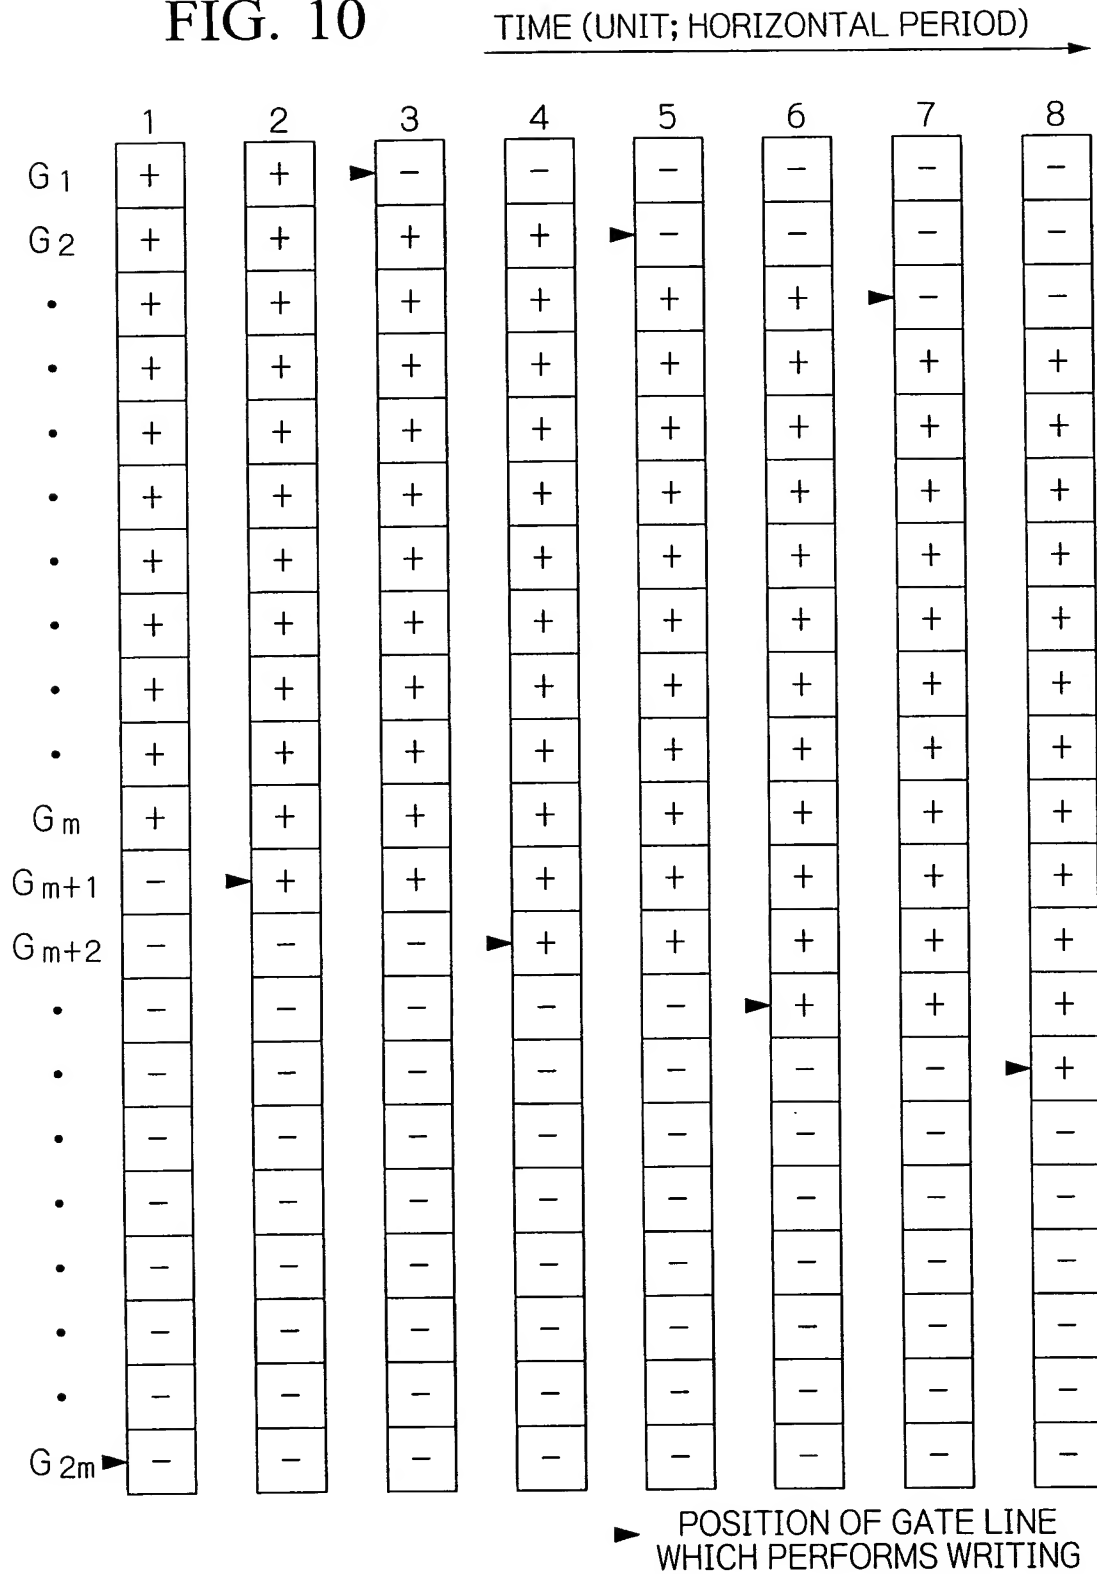 FIG. 10
TIME (UNIT; HORIZONTAL PERIOD)
1 2 3 4 5 6 7 8
G1 + + ► − − − − − −
G2 + + + + ► − − − −
• + + + + + + ► − −
• + + + + + + + +
• + + + + + + + +
• + + + + + + + +
• + + + + + + + +
• + + + + + + + +
• + + + + + + + +
• + + + + + + + +
Gm + + + + + + + +
Gm+1 − ► + + + + + + +
Gm+2 − − − ► + + + + +
• − − − − − ► + + +
• − − − − − − − ► +
• − − − − − − − −
• − − − − − − − −
• − − − − − − − −
• − − − − − − − −
• − − − − − − − −
G2m ► − − − − − − − −
► POSITION OF GATE LINE
WHICH PERFORMS WRITING